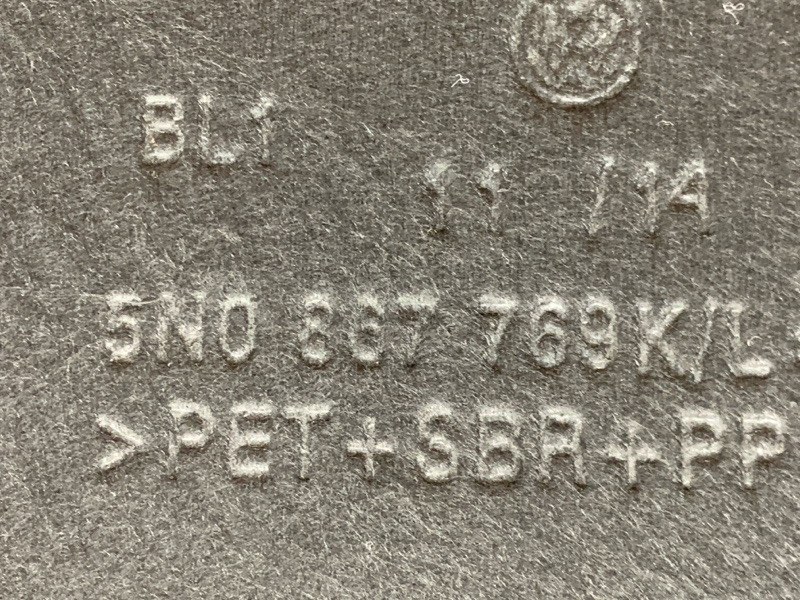 BL1
11 /11A
5N0 867 769K/L
>PET+SBR+PP